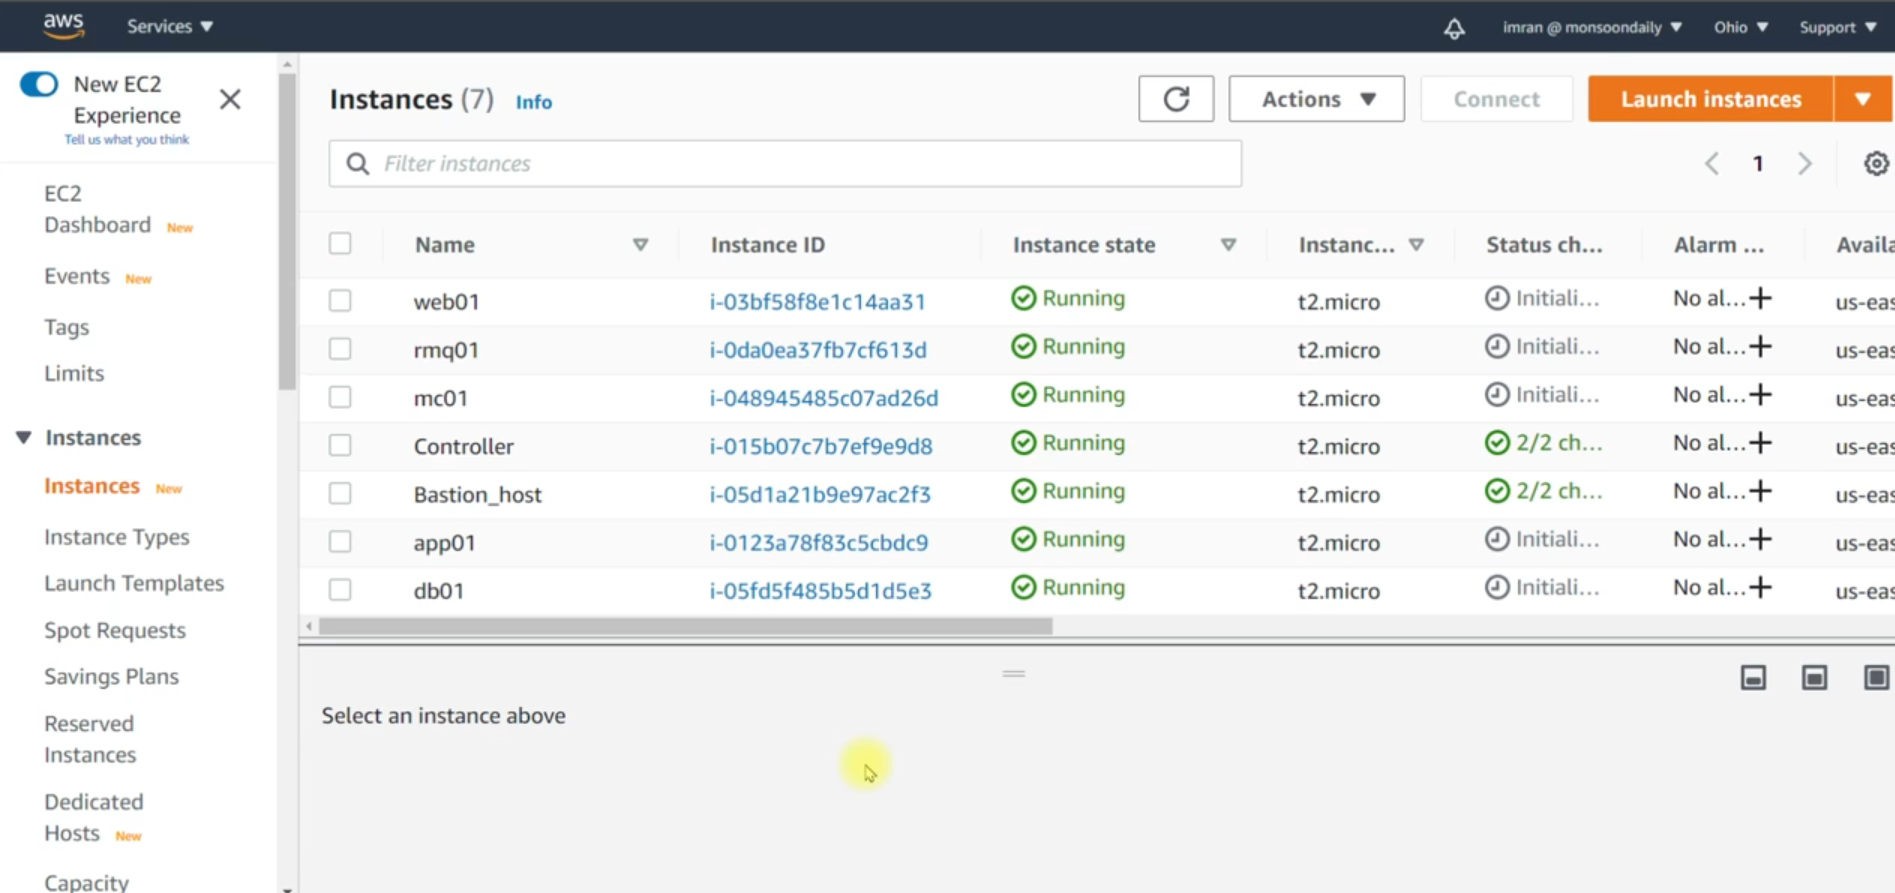 aws Services imran @ monsoondaily Ohio Support
New EC2
Experience
Tell us what you think
EC2
Dashboard New
Events New
Tags
Limits
Instances
Instances New
Instance Types
Launch Templates
Spot Requests
Savings Plans
Reserved
Instances
Dedicated
Hosts New
Capacity
Instances (7) Info Actions Connect Launch instances
Filter instances 1
Name Instance ID Instance state Instanc... Status ch... Alarm ... Availa
web01 i-03bf58f8e1c14aa31 Running t2.micro Initiali... No al... us-eas
rmq01 i-0da0ea37fb7cf613d Running t2.micro Initiali... No al... us-eas
mc01 i-048945485c07ad26d Running t2.micro Initiali... No al... us-eas
Controller i-015b07c7b7ef9e9d8 Running t2.micro 2/2 ch... No al... us-eas
Bastion_host i-05d1a21b9e97ac2f3 Running t2.micro 2/2 ch... No al... us-eas
app01 i-0123a78f83c5cbdc9 Running t2.micro Initiali... No al... us-eas
db01 i-05fd5f485b5d1d5e3 Running t2.micro Initiali... No al... us-eas
Select an instance above